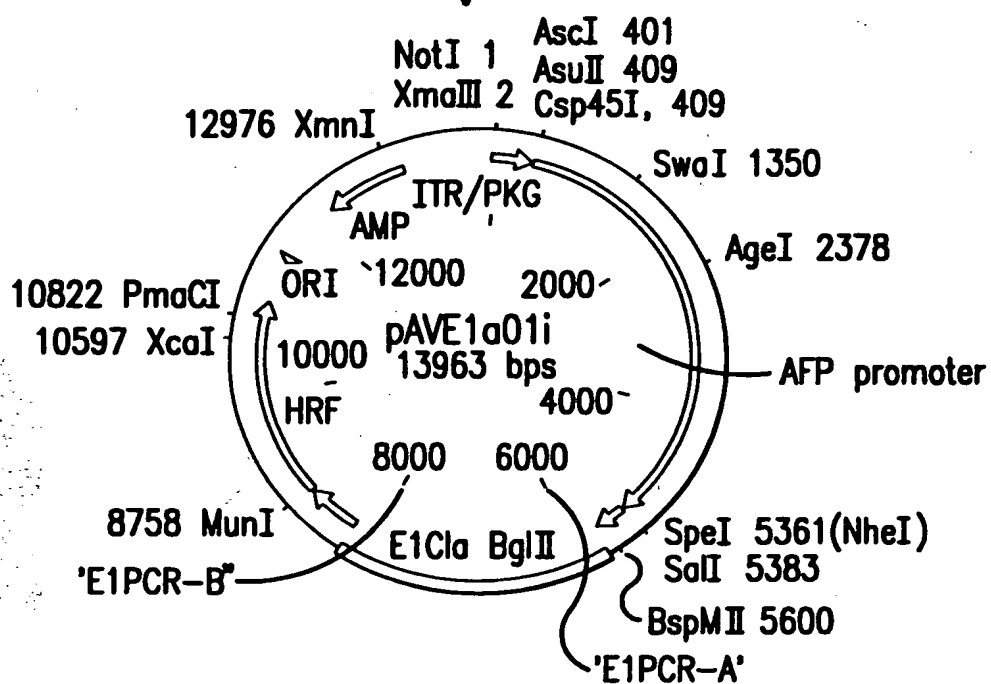 NotI 1
XmaIII 2
AscI 401
AsuII 409
Csp45I, 409
12976 XmnI
SwaI 1350
ITR/PKG
AMP
AgeI 2378
12000
2000
ORI
10822 PmaCI
10597 XcaI
pAVE1a01i
13963 bps
10000
AFP promoter
4000
HRF
8000
6000
8758 MunI
E1Cla BglII
SpeI 5361(NheI)
SalI 5383
'E1PCR-B"
BspMII 5600
'E1PCR-A'